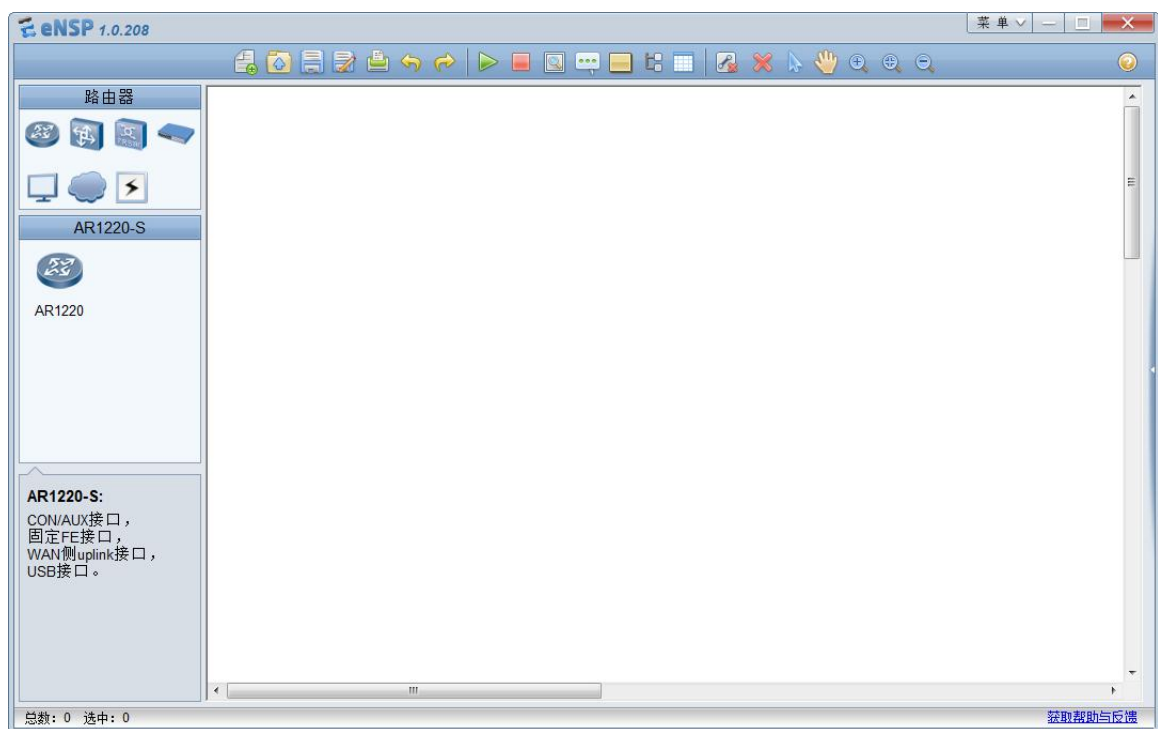 eNSP 1.0.208
菜 单
路由器
AR1220-S
AR1220
AR1220-S:
CON/AUX接口，
固定FE接口，
WAN侧uplink接口，
USB接口。
总数: 0 选中: 0
获取帮助与反馈